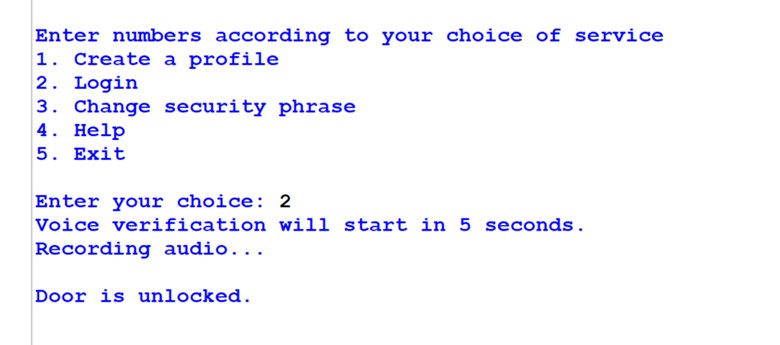 Enter numbers according to your choice of service
1. Create a profile
2. Login
3. Change security phrase
4. Help
5. Exit
Enter your choice: 2
Voice verification will start in 5 seconds.
Recording audio...
Door is unlocked.